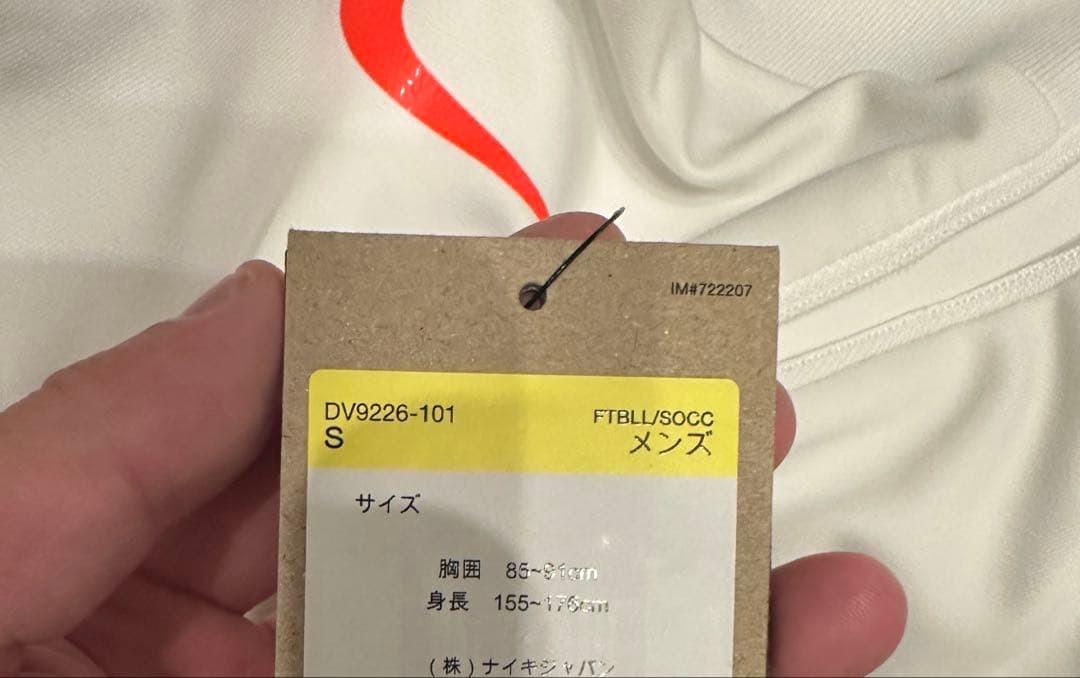 IM#722207
DV9226-101
FTBLL/SOCC
S
メンズ
サイズ
胸囲 85~91cm
身長 155~176cm
(株)ナイキジャパン